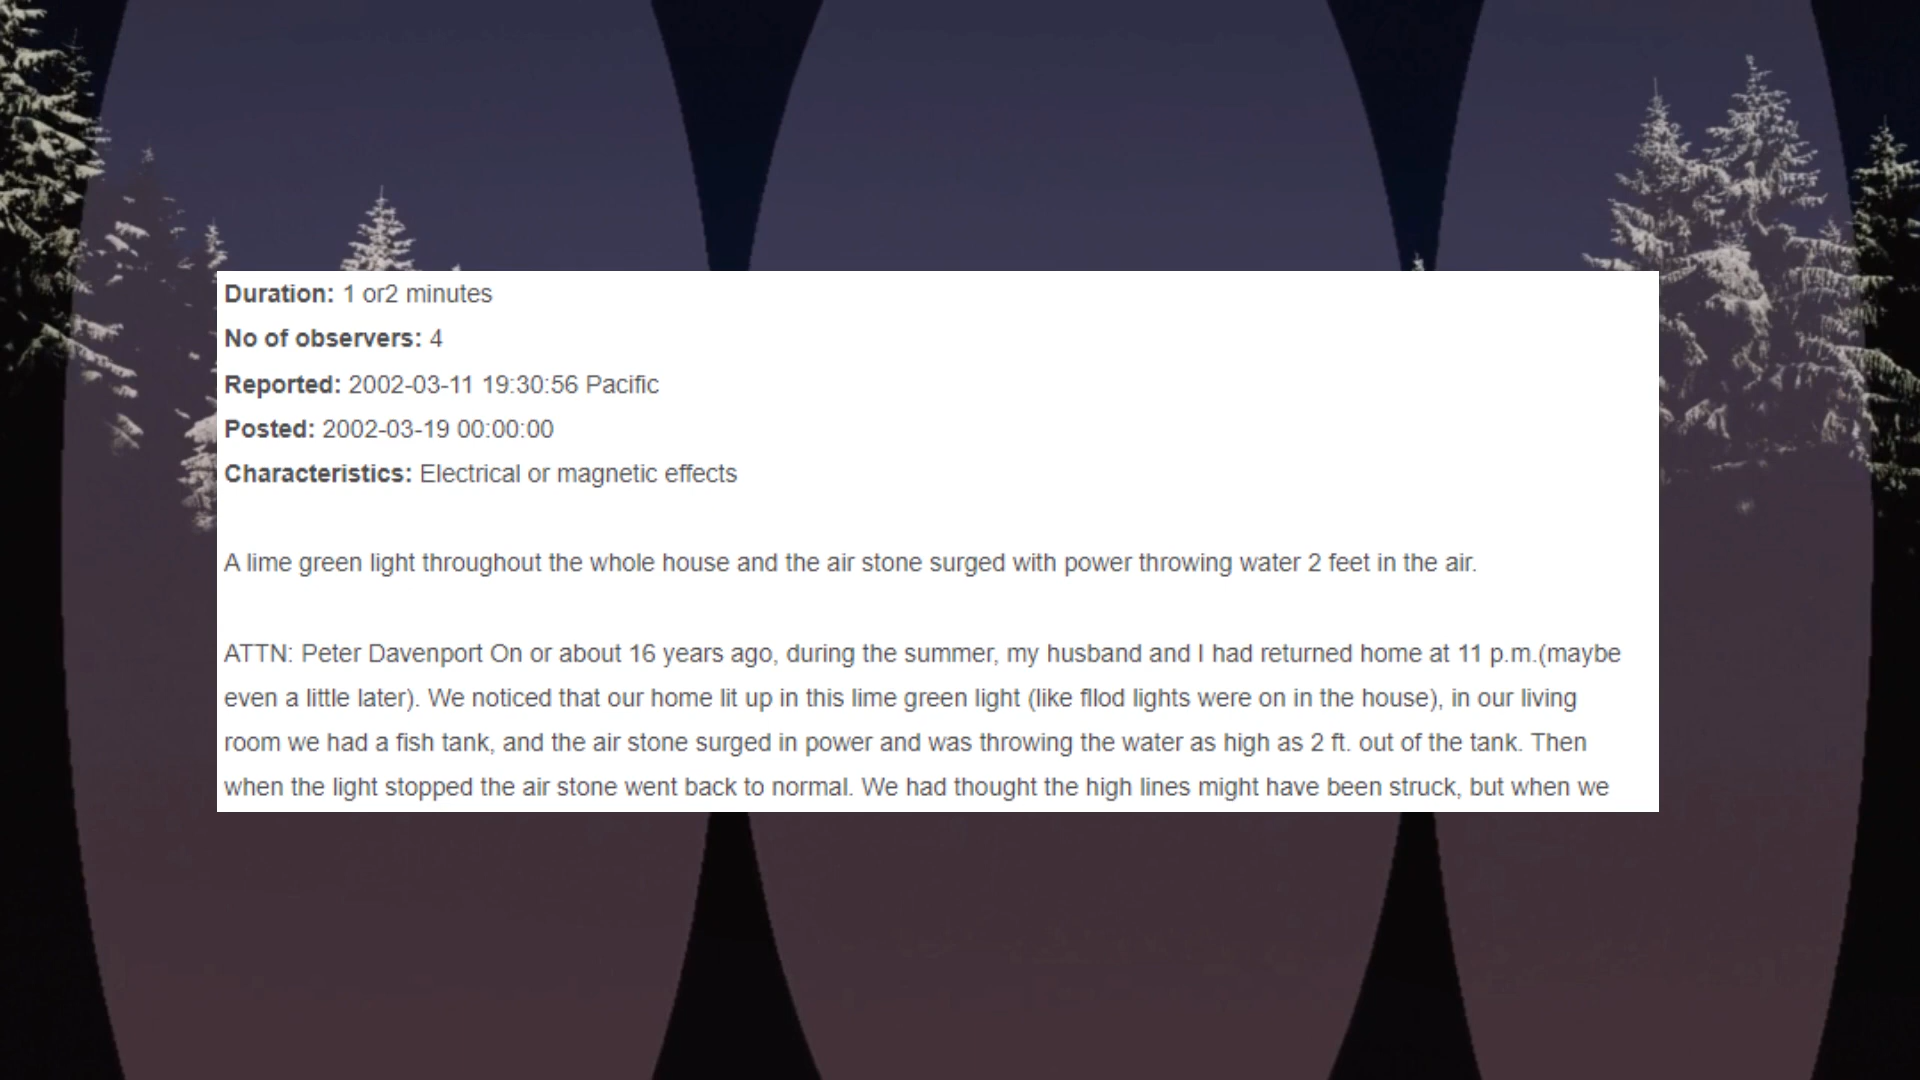 Duration: 1 or2 minutes
No of observers: 4
Reported: 2002-03-11 19:30:56 Pacific
Posted: 2002-03-19 00:00:00
Characteristics: Electrical or magnetic effects
A lime green light throughout the whole house and the air stone surged with power throwing water 2 feet in the air.
ATTN: Peter Davenport On or about 16 years ago, during the summer, my husband and I had returned home at 11 p.m.(maybe
even a little later). We noticed that our home lit up in this lime green light (like fllod lights were on in the house), in our living
room we had a fish tank, and the air stone surged in power and was throwing the water as high as 2 ft. out of the tank. Then
when the light stopped the air stone went back to normal. We had thought the high lines might have been struck, but when we